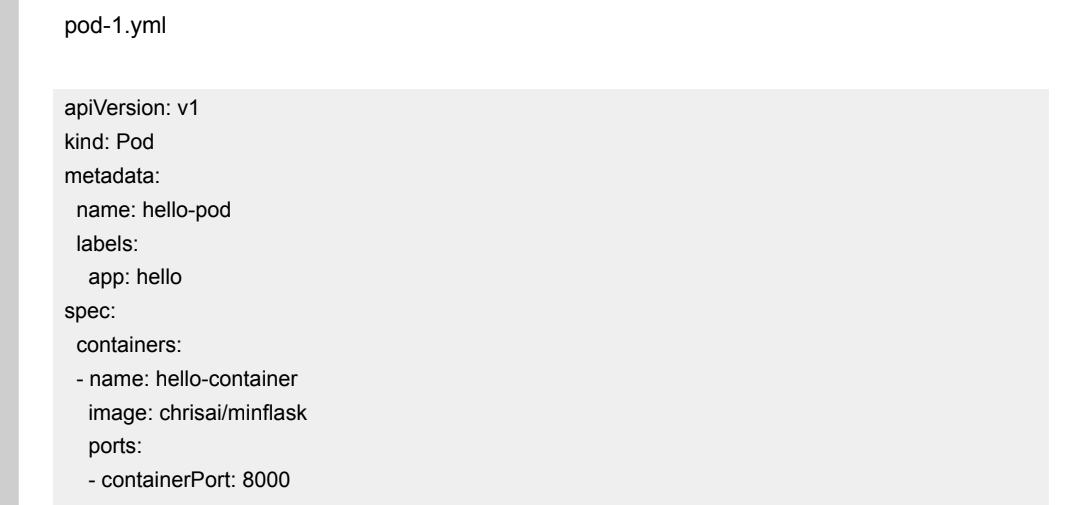 pod-1.yml
apiVersion: v1
kind: Pod
metadata:
  name: hello-pod
  labels:
    app: hello
spec:
  containers:
  - name: hello-container
    image: chrisai/minflask
    ports:
    - containerPort: 8000